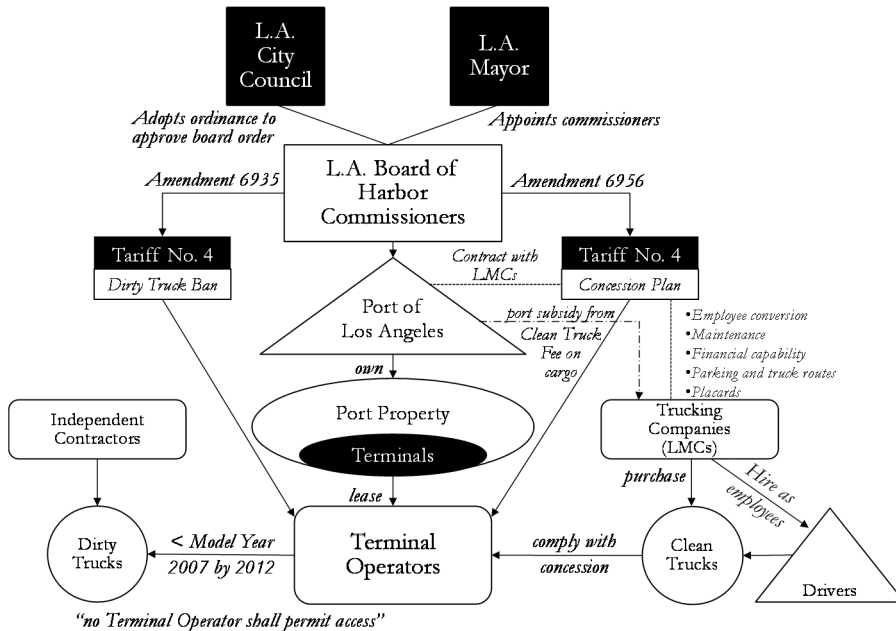 L.A.
City
Council
L.A.
Mayor
Adopts ordinance to
approve board order
Appoints commissioners
L.A. Board of
Harbor
Commissioners
Amendment 6935
Amendment 6956
Tariff No. 4
Dirty Truck Ban
Tariff No. 4
Concession Plan
Contract with
LMCs
Port of
Los Angeles
port subsidy from
Clean Truck
Fee on
cargo
•Employee conversion
•Maintenance
•Financial capability
•Parking and truck routes
•Placards
own
Port Property
Terminals
lease
Independent
Contractors
Trucking
Companies
(LMCs)
purchase
Hire as
employees
Dirty
Trucks
< Model Year
2007 by 2012
Terminal
Operators
comply with
concession
Clean
Trucks
Drivers
“no Terminal Operator shall permit access”